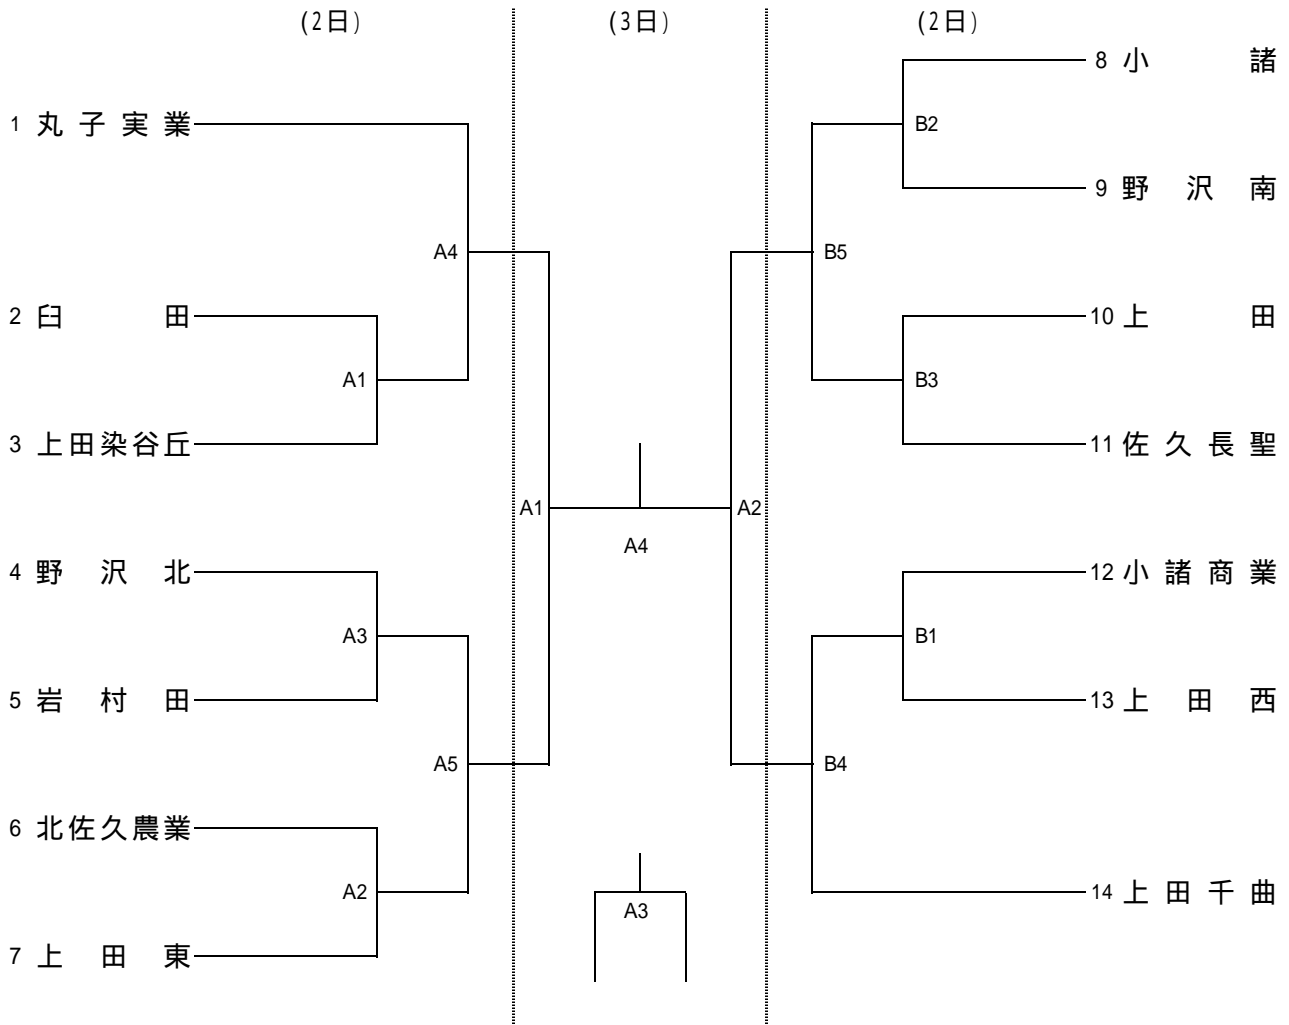 (2日)
(3日)
(2日)
1 丸子実業
A4
2 臼田
A1
3 上田染谷丘
4 野沢北
A3
5 岩村田
A5
6 北佐久農業
A2
7 上田東
A1
A4
A2
A3
8 小諸
B2
9 野沢南
B5
10 上田
B3
11 佐久長聖
12 小諸商業
B1
13 上田西
B4
14 上田千曲